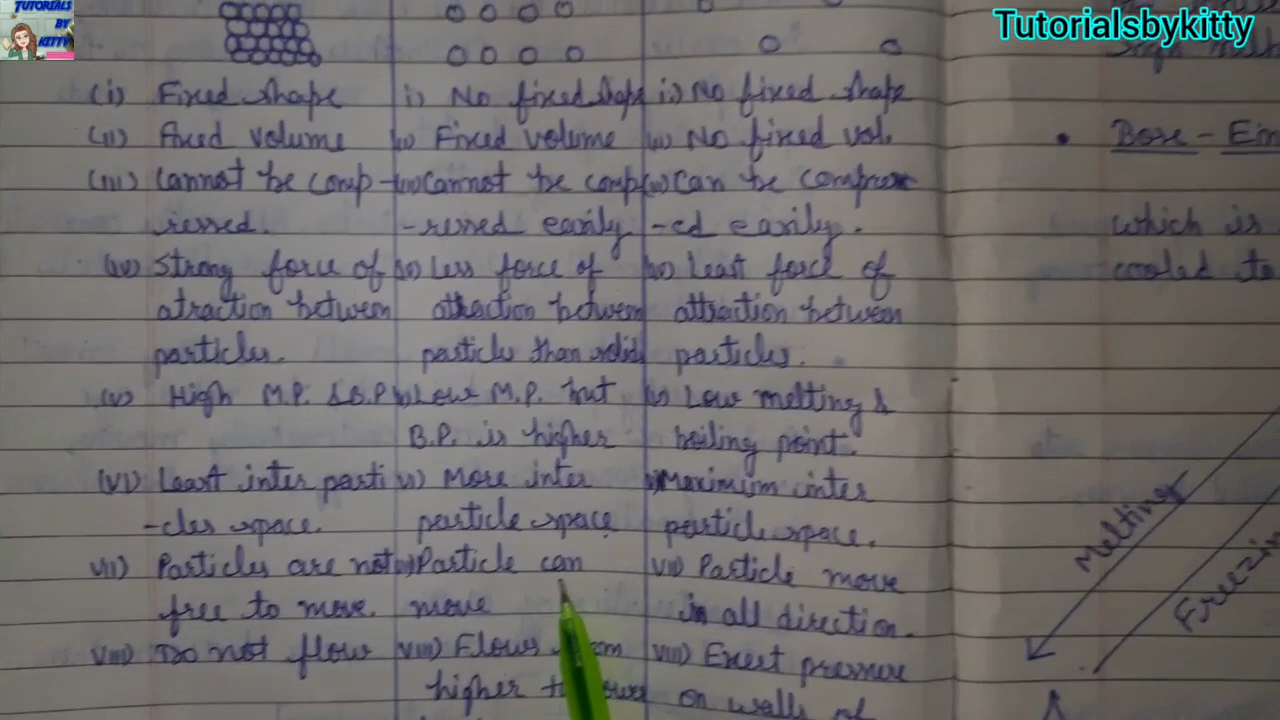 TUTORIALS
BY
KITTY
Tutorialsbykitty
(i) Fixed shape
(ii) Fixed volume
(iii) Cannot be comp
ressed.
(iv) Strong force of
atraction between
particles.
(v) High M.P. & B.P
(vi) Least inter parti
-cles space.
vii) Particles are not
free to move.
viii) Do not flow
i) No fixed shape
ii) Fixed volume
iii) Cannot be comp
-ressed easily.
iv) Less force of
attraction between
particles than solid
v) Low M.P. but
B.P. is higher
vi) More inter
particle space
vii) Particle can
move
viii) Flows
higher
i) No fixed shape
ii) No fixed vol.
iii) Can be compress
-ed easily.
iv) Least force of
attraction between
particles.
v) Low melting &
boiling point.
vi) Maximum inter
particle space.
vii) Particle move
in all direction.
viii) Exert pressure
on walls of
• Bose - Ein
which is
cooled to
Melting
Freezin